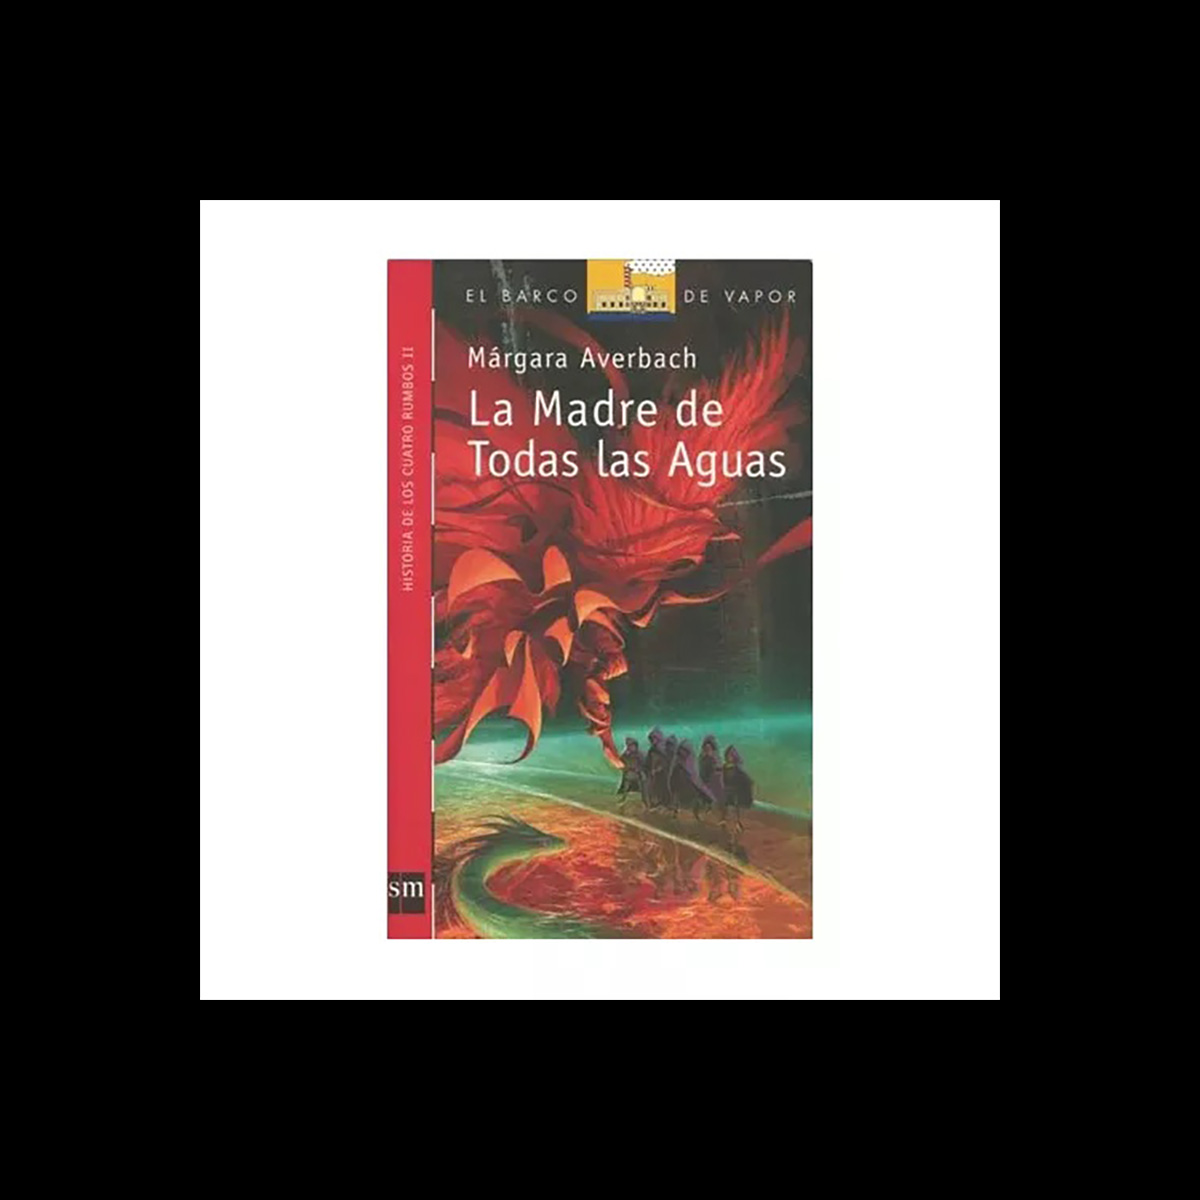 EL BARCO DE VAPOR
Márgara Averbach
La Madre de
Todas las Aguas
HISTORIA DE LOS CUATRO RUMBOS II
sm